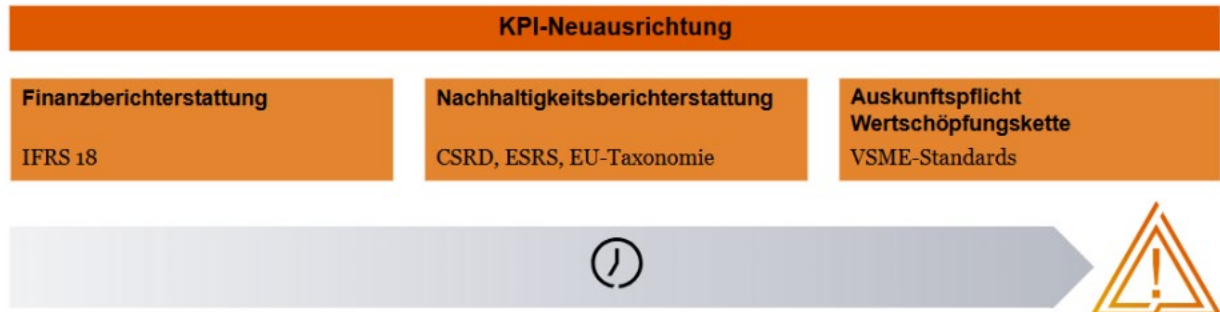 KPI-Neuausrichtung
Finanzberichterstattung
IFRS 18
Nachhaltigkeitsberichterstattung
CSRD, ESRS, EU-Taxonomie
Auskunftspflicht
Wertschöpfungskette
VSME-Standards